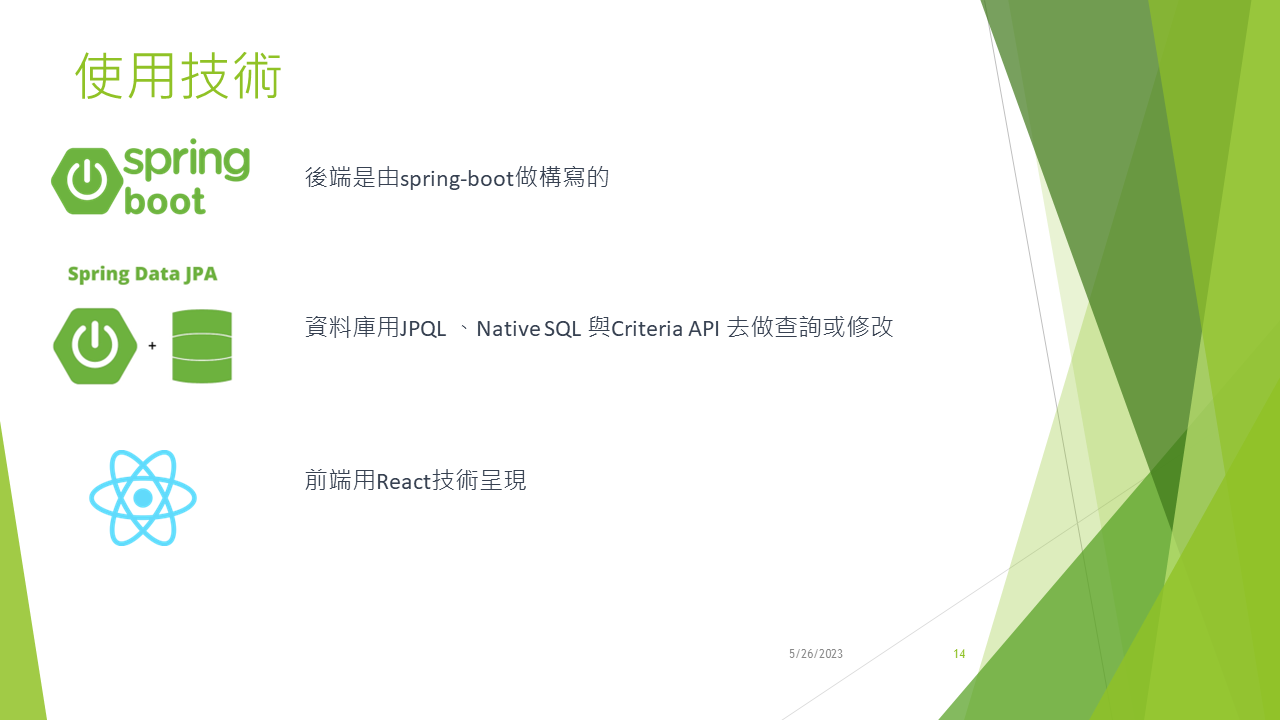 使用技術
spring
boot
後端是由spring-boot做構寫的
Spring Data JPA
+
資料庫用JPQL 、Native SQL 與Criteria API 去做查詢或修改
前端用React技術呈現
5/26/2023
14